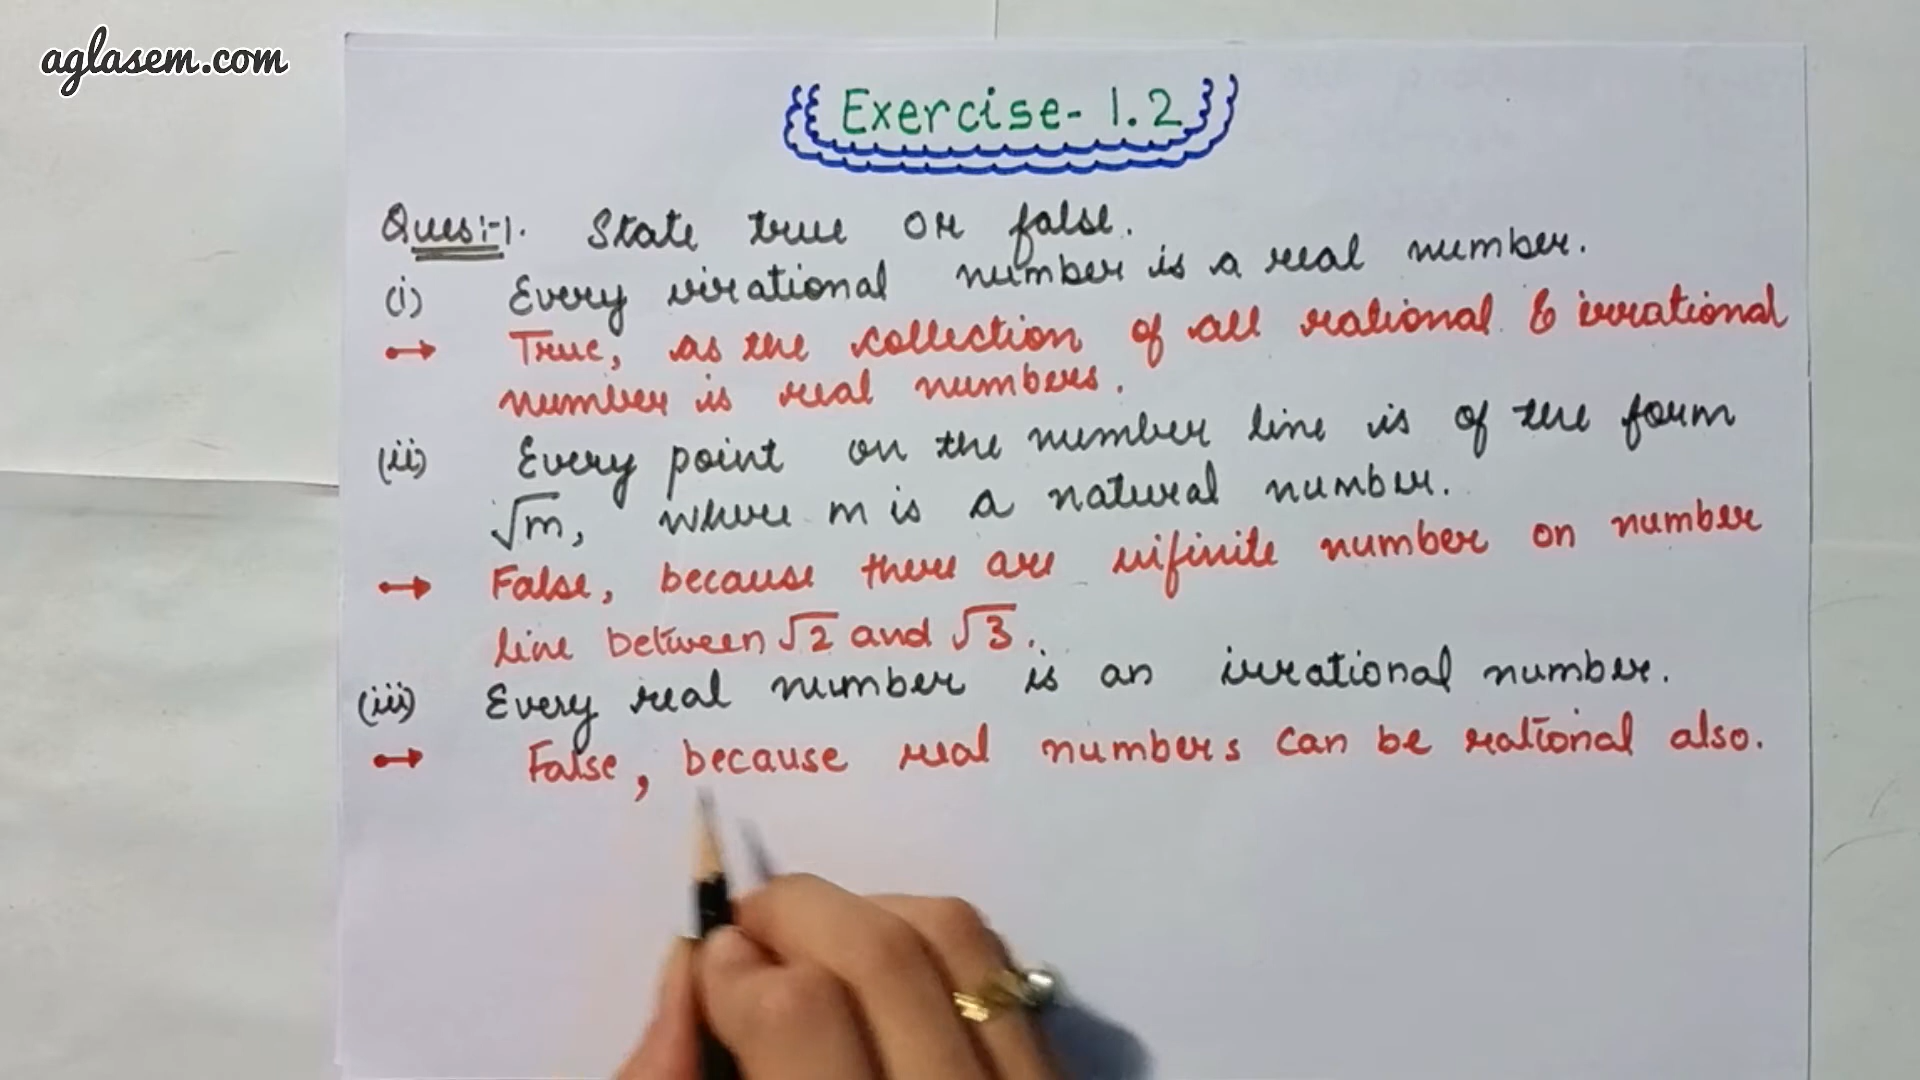 aglasem.com
Exercise- 1.2
Ques:-1. State true or false.
(i) Every irrational number is a real number.
True, as the collection of all rational & irrational
number is real numbers.
(ii) Every point on the number line is of the form
√m, where m is a natural number.
False, because there are infinite number on number
line between √2 and √3.
(iii) Every real number is an irrational number.
False, because real numbers can be rational also.